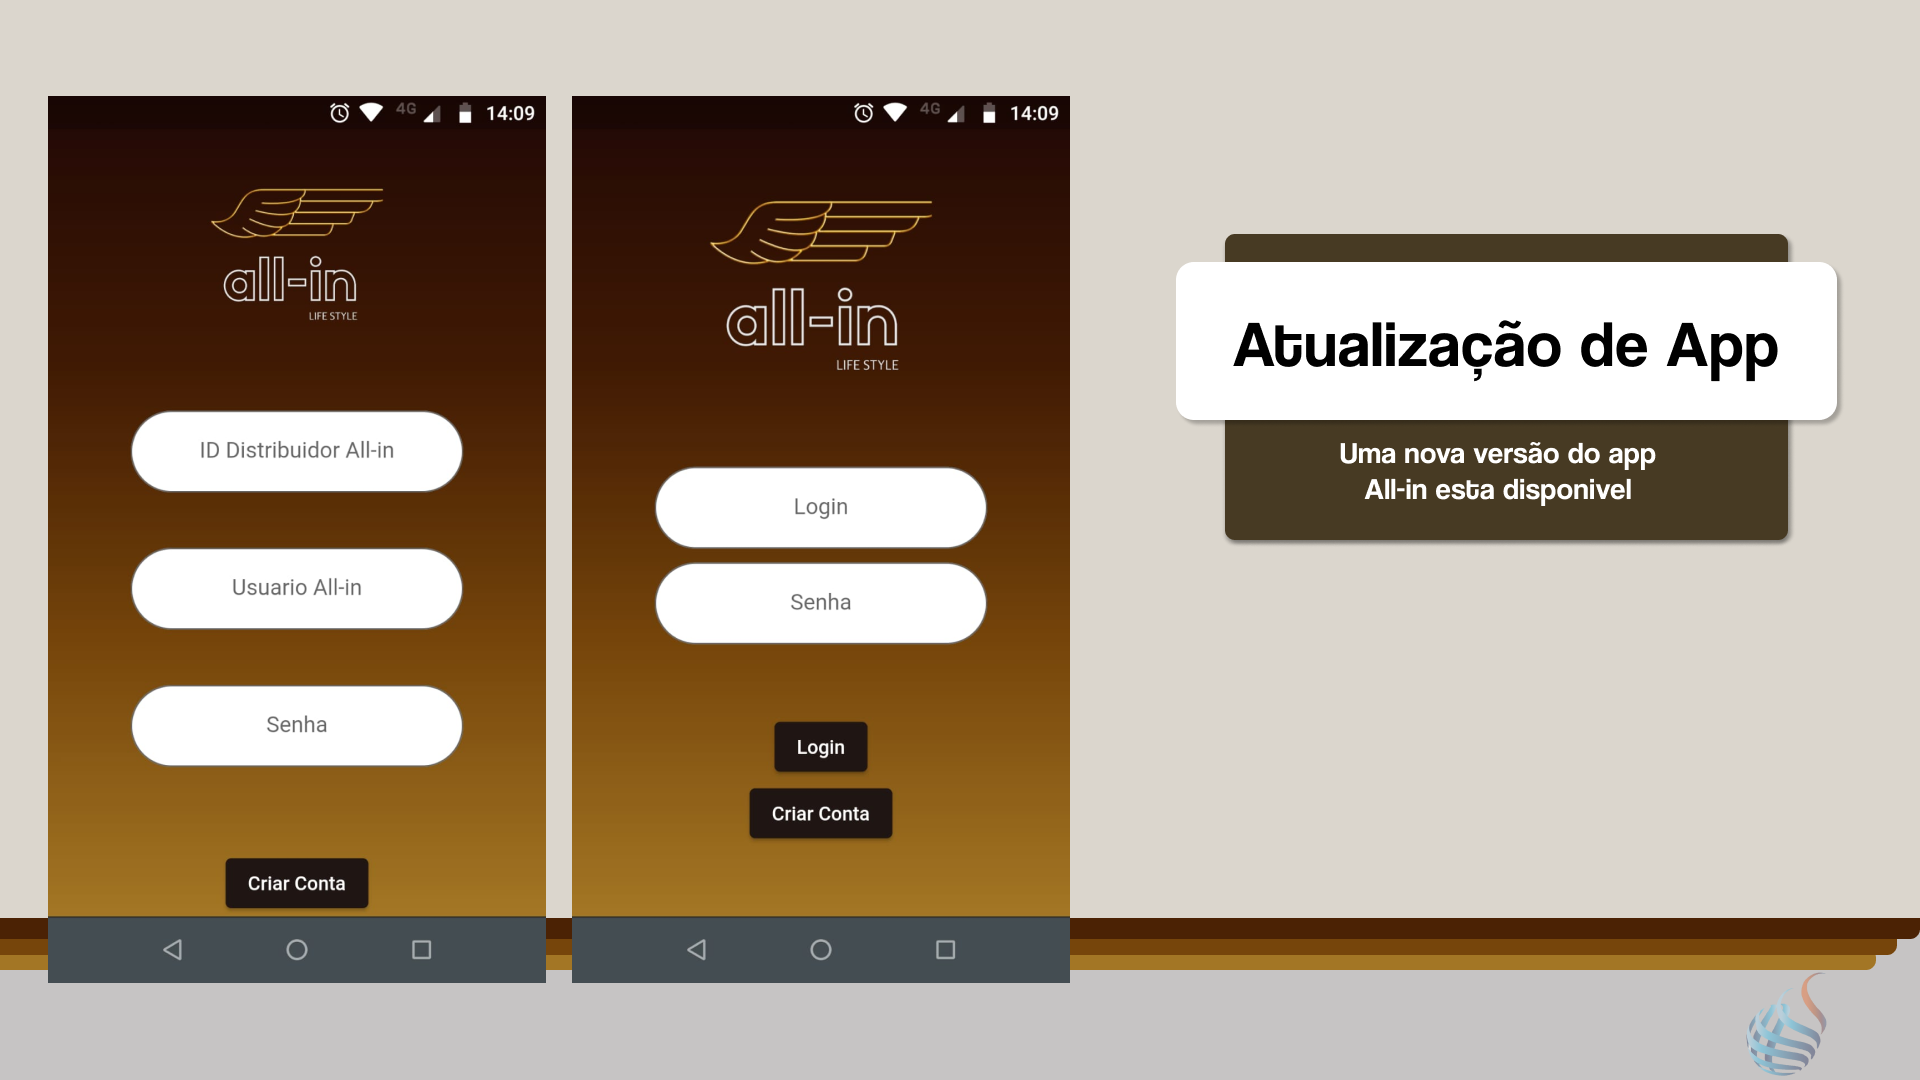 4G 14:09
all-in
LIFE STYLE
ID Distribuidor All-in
Usuario All-in
Senha
Criar Conta
4G 14:09
all-in
LIFE STYLE
Login
Senha
Login
Criar Conta
Atualização de App
Uma nova versão do app
All-in esta disponivel